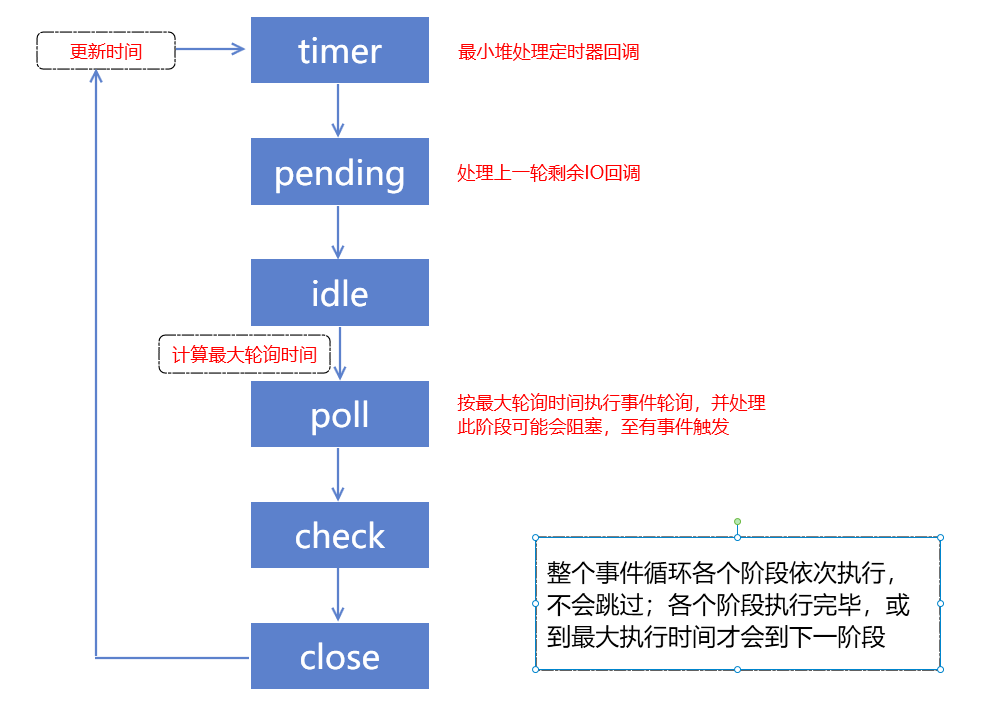 更新时间
timer
最小堆处理定时器回调
pending
处理上一轮剩余IO回调
idle
计算最大轮询时间
poll
按最大轮询时间执行事件轮询，并处理
此阶段可能会阻塞，至有事件触发
check
整个事件循环各个阶段依次执行，
不会跳过；各个阶段执行完毕，或
到最大执行时间才会到下一阶段
close